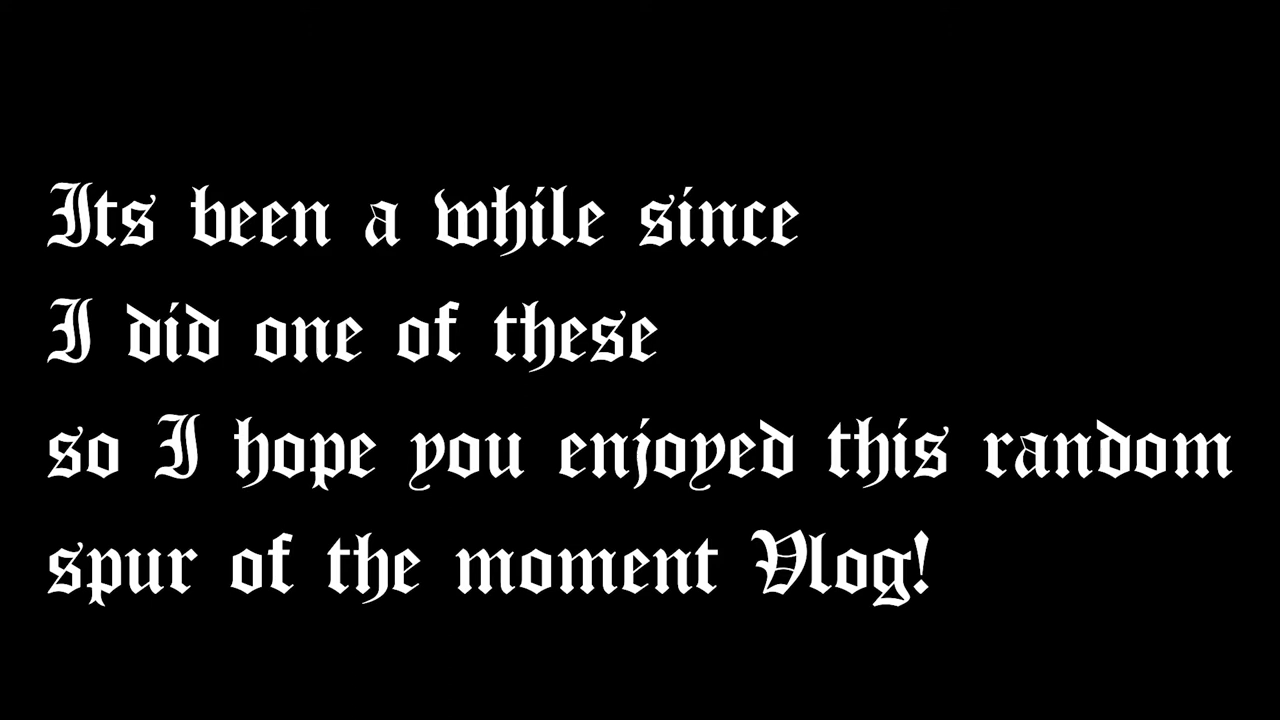 Its been a while since
I did one of these
so I hope you enjoyed this random
spur of the moment Vlog!